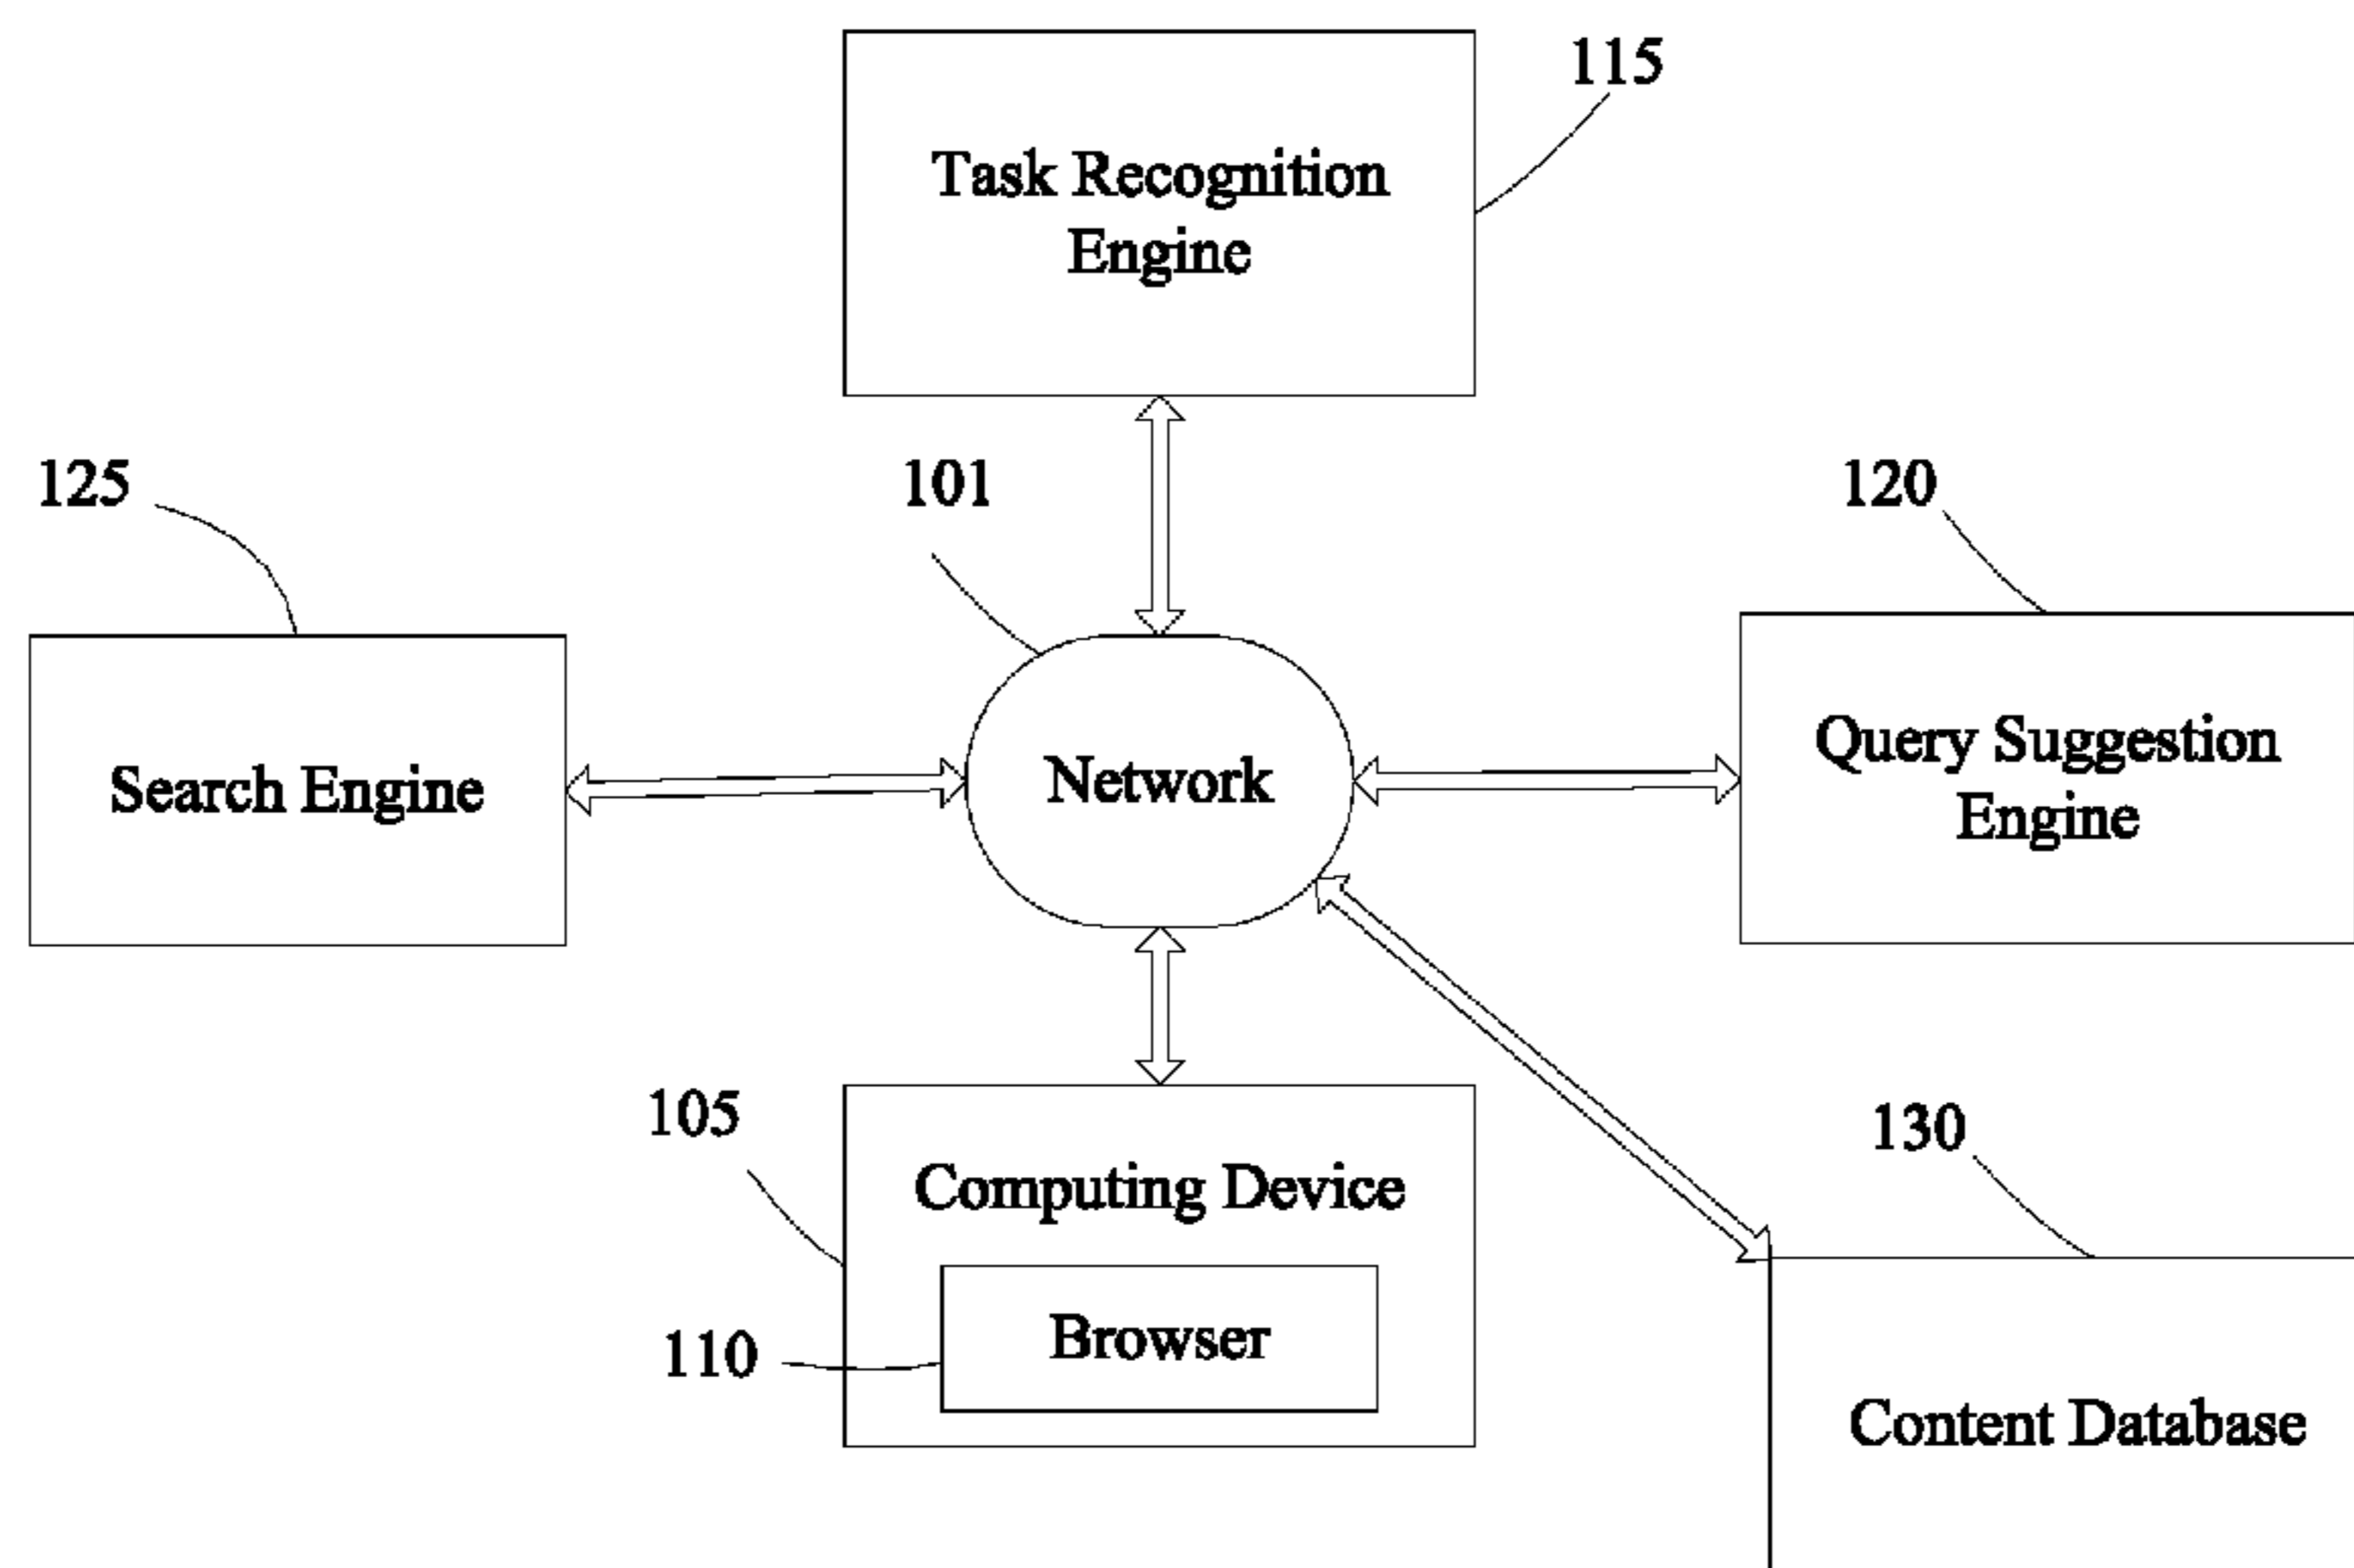 115
Task Recognition
Engine
125
101
120
Search Engine
Network
Query Suggestion
Engine
105
Computing Device
130
110
Browser
Content Database